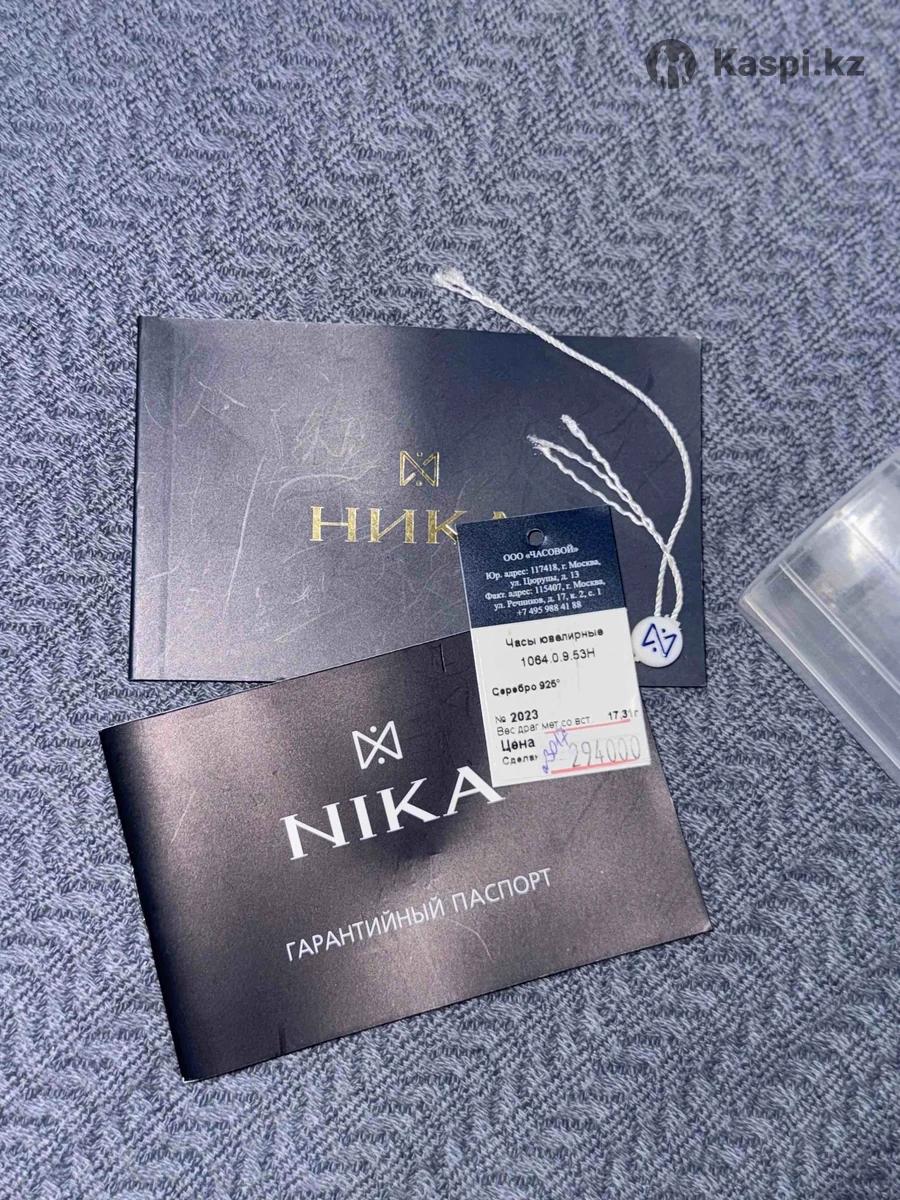 Kaspi.kz
НИКА
ООО «ЧАСОВОЙ»
Юр. адрес: 117418, г. Москва,
ул. Цюрупы, д. 13
Факт. адрес: 115407, г. Москва,
ул. Речников, д. 17, к. 2, с. 1
+7 495 988 41 88
Часы ювелирные
1064.0.9.53Н
Серебро 925°
№ 2023
Вес драг мет со вст. 17,31г
Цена
Сдела 294000
NIKA
ГАРАНТИЙНЫЙ ПАСПОРТ